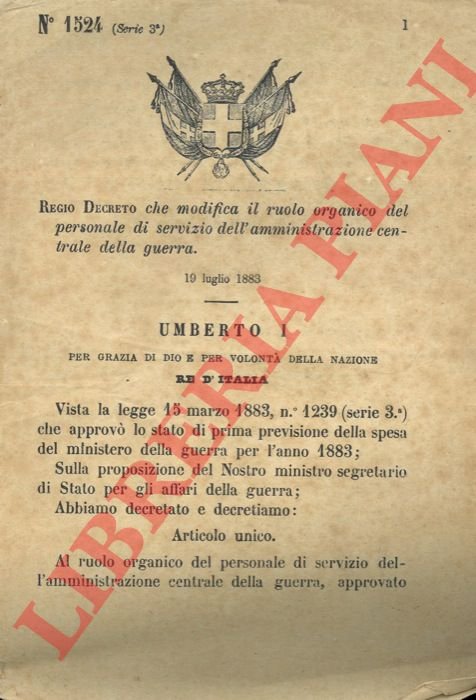 N° 1524 (Serie 3ª)
1
REGIO DECRETO che modifica il ruolo organico del
personale di servizio dell'amministrazione cen-
trale della guerra.
19 luglio 1883
UMBERTO I
PER GRAZIA DI DIO E PER VOLONTÀ DELLA NAZIONE
RE D'ITALIA
Vista la legge 15 marzo 1883, n.° 1239 (serie 3.ª)
che approvò lo stato di prima previsione della spesa
del ministero della guerra per l'anno 1883;
Sulla proposizione del Nostro ministro segretario
di Stato per gli affari della guerra;
Abbiamo decretato e decretiamo:
Articolo unico.
Al ruolo organico del personale di servizio del-
l'amministrazione centrale della guerra, approvato
LIBRERIA PIANI